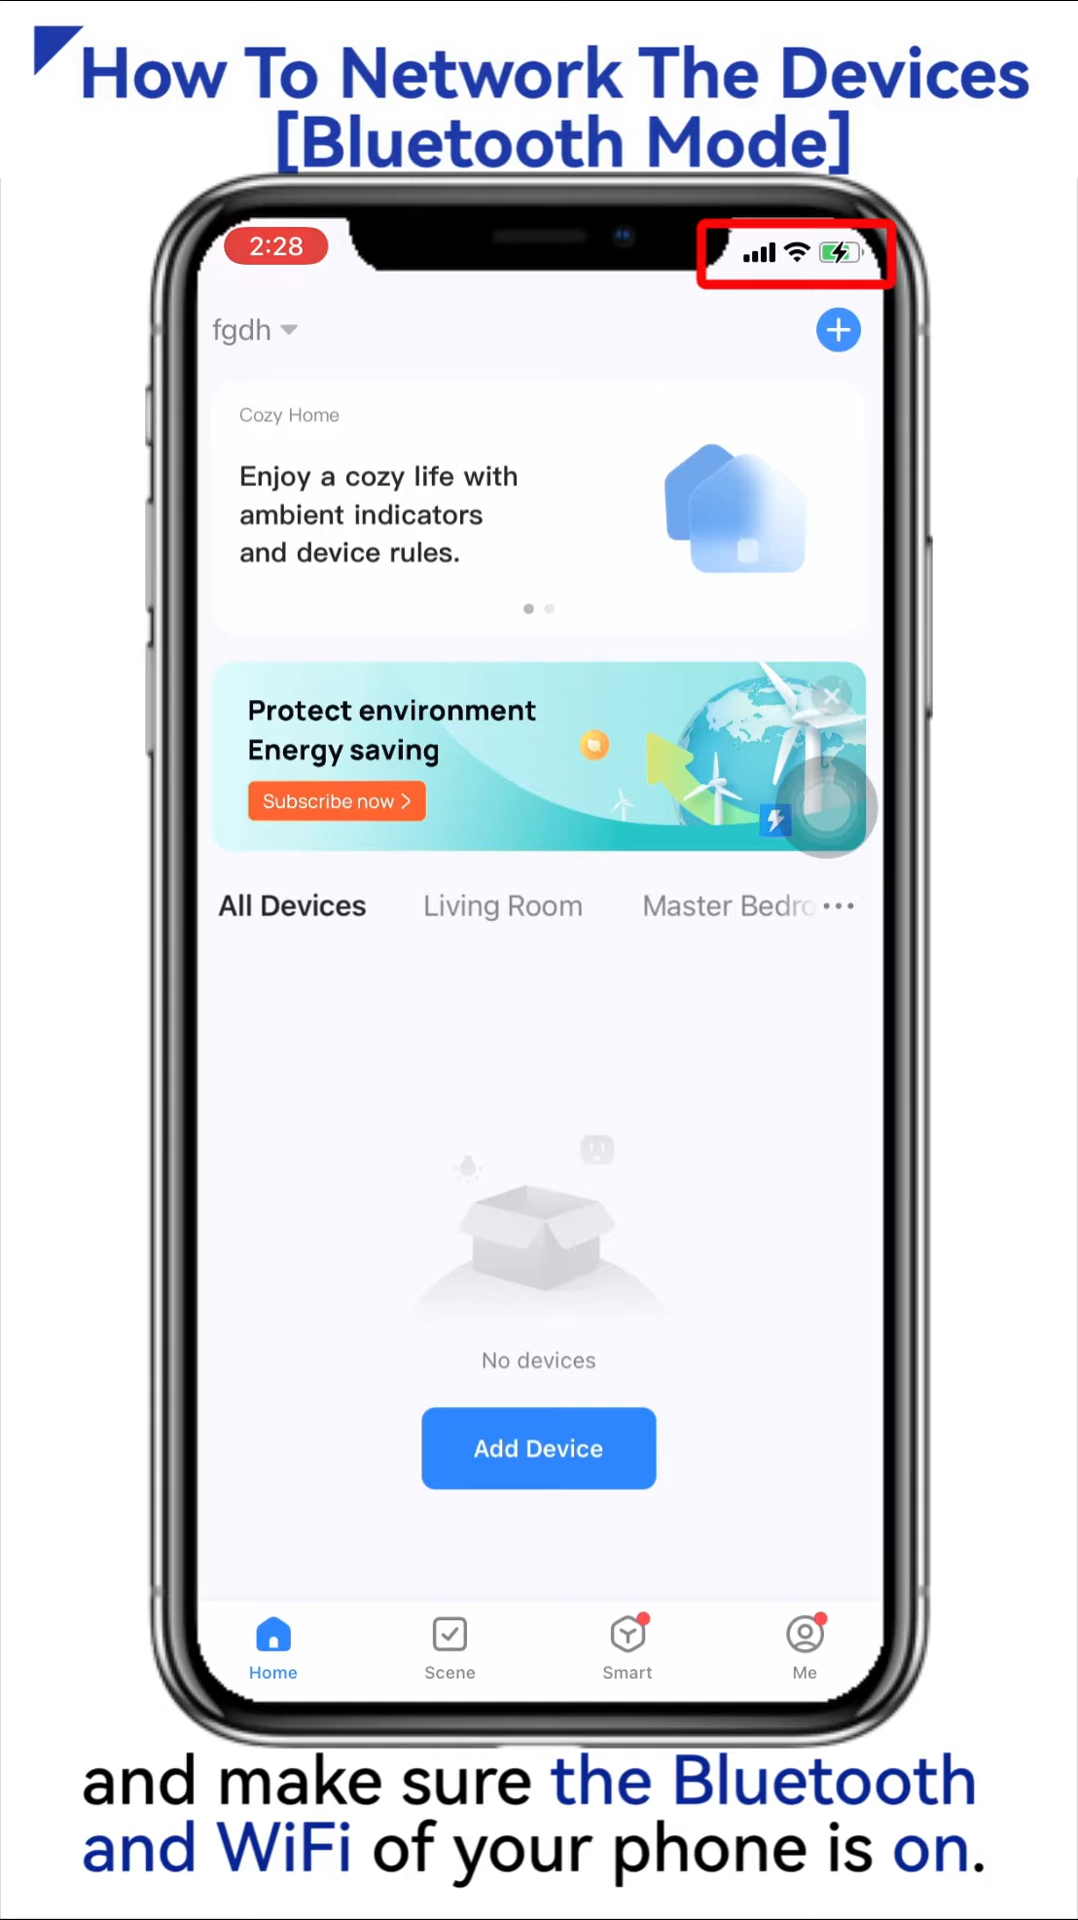 How To Network The Devices
[Bluetooth Mode]
2:28
fgdh
Cozy Home
Enjoy a cozy life with
ambient indicators
and device rules.
Protect environment
Energy saving
Subscribe now >
All Devices Living Room Master Bedro ...
No devices
Add Device
Home Scene Smart Me
and make sure the Bluetooth
and WiFi of your phone is on.